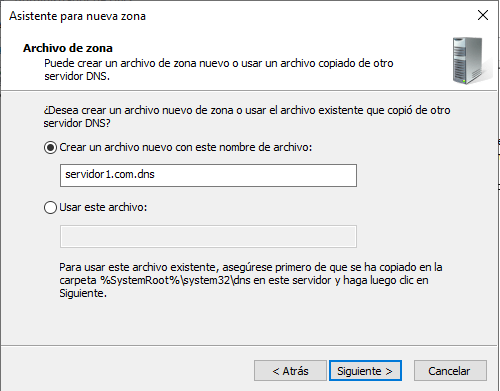 Asistente para nueva zona
Archivo de zona
Puede crear un archivo de zona nuevo o usar un archivo copiado de otro
servidor DNS.
¿Desea crear un archivo nuevo de zona o usar el archivo existente que copió de otro
servidor DNS?
Crear un archivo nuevo con este nombre de archivo:
servidor1.com.dns
Usar este archivo:
Para usar este archivo existente, asegúrese primero de que se ha copiado en la
carpeta %SystemRoot%\system32\dns en este servidor y haga luego clic en
Siguiente.
< Atrás
Siguiente >
Cancelar